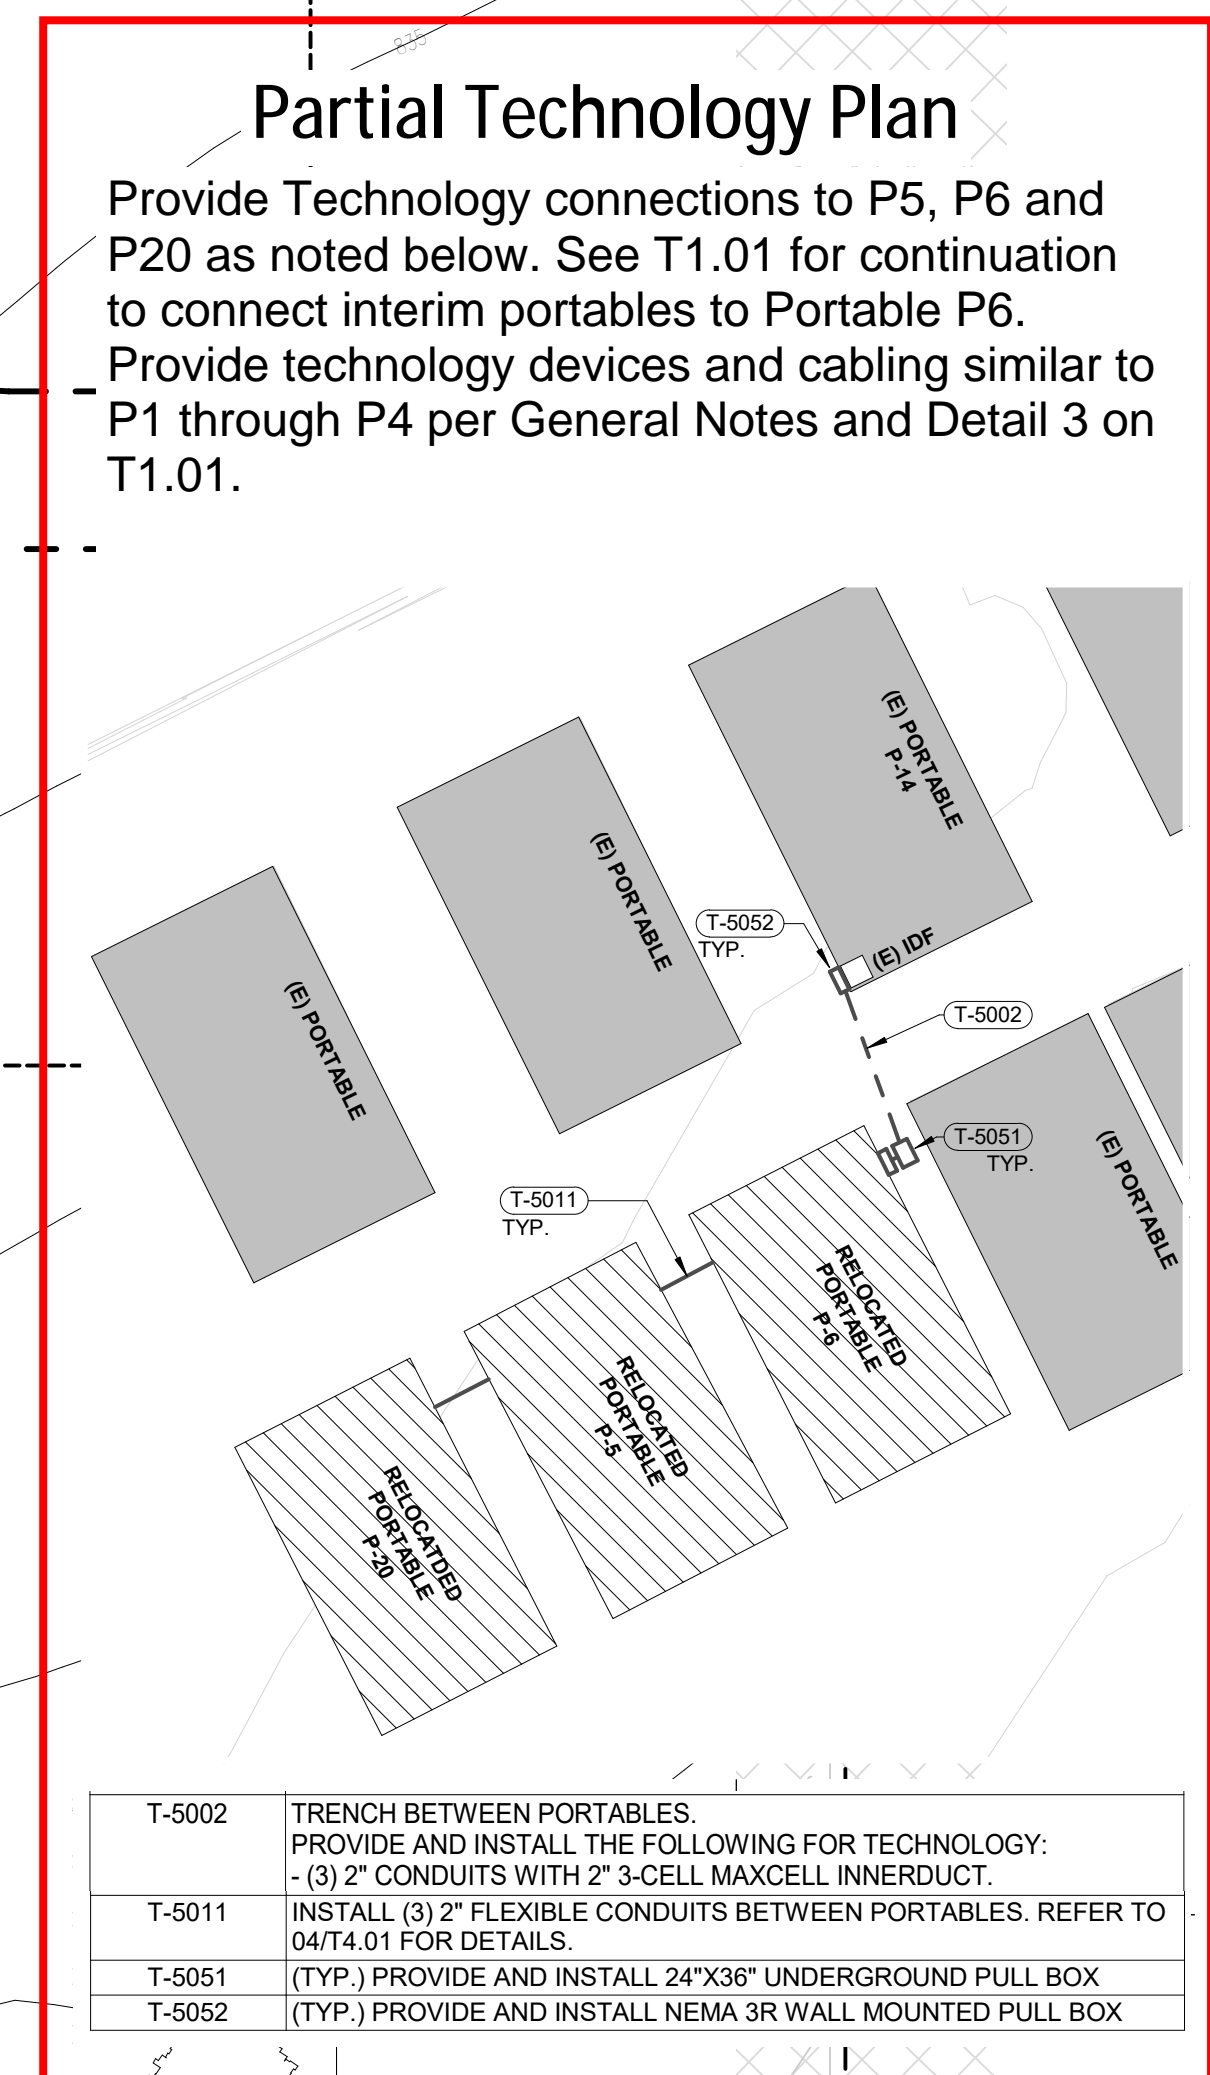 835
Partial Technology Plan
Provide Technology connections to P5, P6 and
P20 as noted below. See T1.01 for continuation
to connect interim portables to Portable P6.
Provide technology devices and cabling similar to
P1 through P4 per General Notes and Detail 3 on
T1.01.
(E) PORTABLE
P-14
(E) PORTABLE
T-5052
TYP.
(E) IDF
(E) PORTABLE
T-5002
T-5051
TYP.
(E) PORTABLE
T-5011
TYP.
RELOCATED
PORTABLE
P-6
RELOCATED
PORTABLE
P-5
RELOCATDED
PORTABLE
P-20
T-5002 TRENCH BETWEEN PORTABLES.
PROVIDE AND INSTALL THE FOLLOWING FOR TECHNOLOGY:
- (3) 2" CONDUITS WITH 2" 3-CELL MAXCELL INNERDUCT.
T-5011 INSTALL (3) 2" FLEXIBLE CONDUITS BETWEEN PORTABLES. REFER TO
04/T4.01 FOR DETAILS.
T-5051 (TYP.) PROVIDE AND INSTALL 24"X36" UNDERGROUND PULL BOX
T-5052 (TYP.) PROVIDE AND INSTALL NEMA 3R WALL MOUNTED PULL BOX